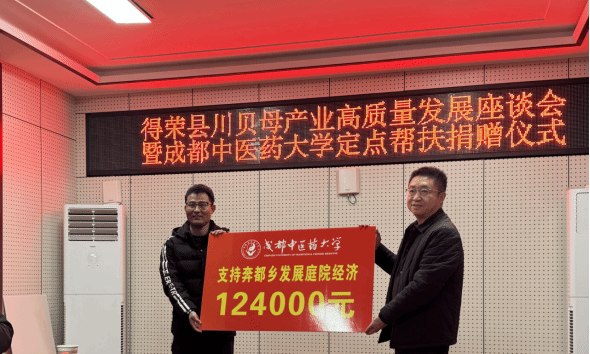 得荣县川贝母产业高质量发展座谈会
暨成都中医药大学定点帮扶捐赠仪式
成都中医药大学
支持奔都乡发展庭院经济
124000元